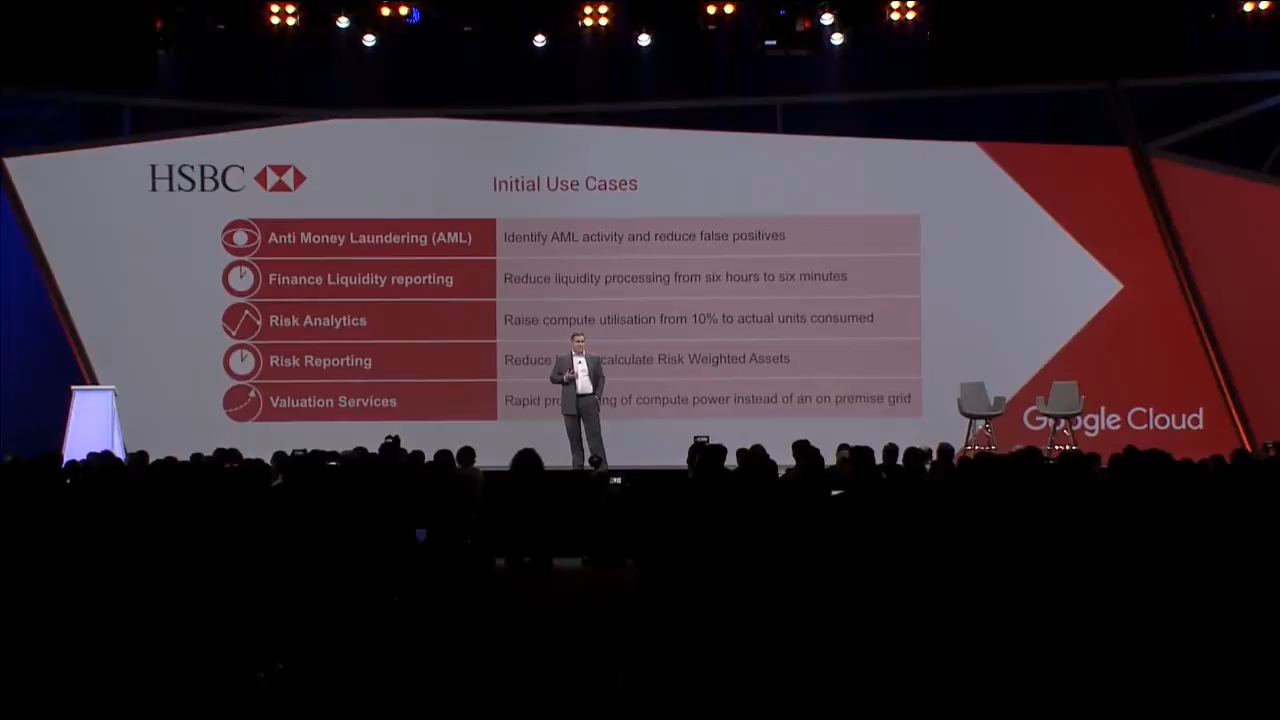 HSBC
Initial Use Cases
Anti Money Laundering (AML) Identify AML activity and reduce false positives
Finance Liquidity reporting Reduce liquidity processing from six hours to six minutes
Risk Analytics Raise compute utilisation from 10% to actual units consumed
Risk Reporting Reduce calculate Risk Weighted Assets
Valuation Services Rapid of compute power instead of an on premise grid
Google Cloud